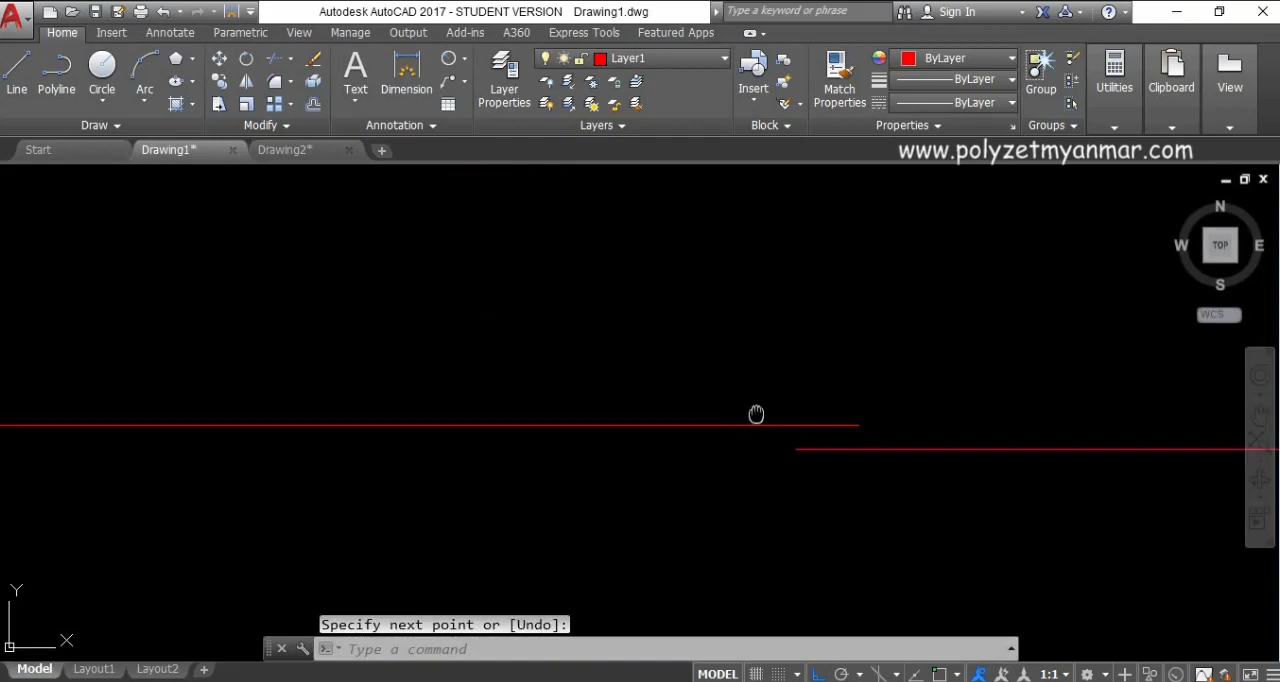 Autodesk AutoCAD 2017 - STUDENT VERSION Drawing1.dwg
Type a keyword or phrase
Sign In
Home Insert Annotate Parametric View Manage Output Add-ins A360 Express Tools Featured Apps
Layer1
ByLayer
ByLayer
ByLayer
Line Polyline Circle Arc
Text Dimension
Layer Properties
Insert
Match Properties
Group
Utilities
Clipboard
View
Draw Modify Annotation Layers Block Properties Groups
Start Drawing1* Drawing2*
www.polyzetmyanmar.com
N
W TOP E
S
WCS
Y
X
Specify next point or [Undo]:
Type a command
Model Layout1 Layout2
MODEL 1:1